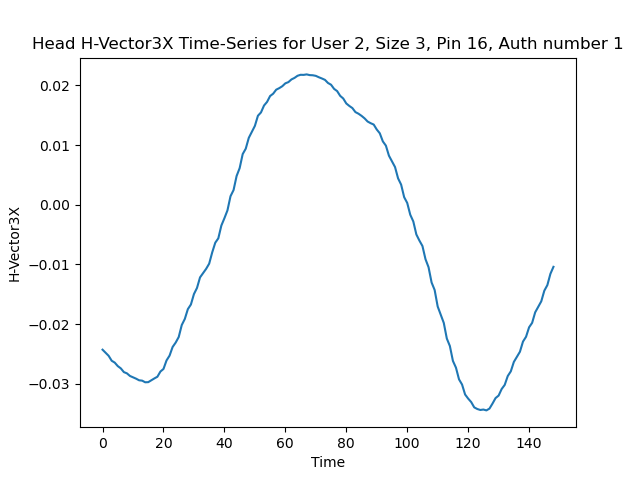 Head H-Vector3X Time-Series for User 2, Size 3, Pin 16, Auth number 1
0.02
0.01
0.00
−0.01
−0.02
−0.03
H-Vector3X
0 20 40 60 80 100 120 140
Time